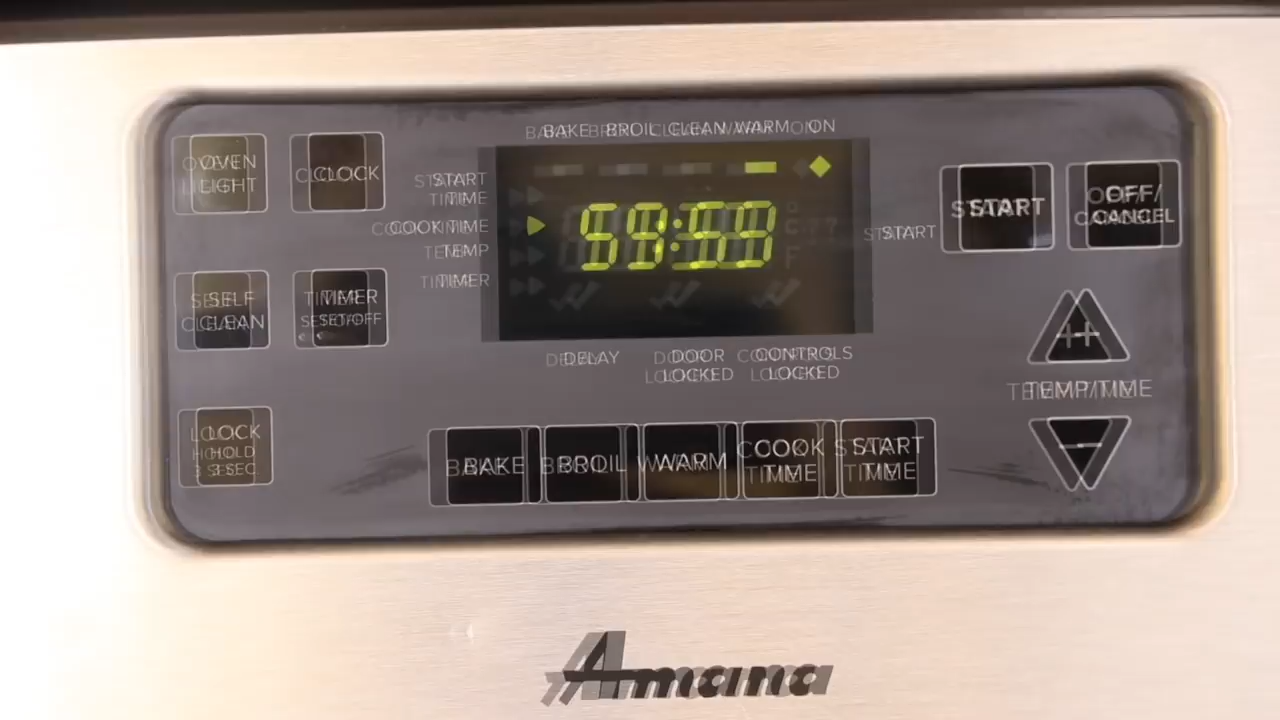 BAKE BROIL CLEAN WARM ON
OVEN
LIGHT
CLOCK
START
TIME
COOK TIME
TEMP
TIMER
START
START
OFF/
CANCEL
SELF
CLEAN
TIMER
SET/OFF
DELAY
DOOR
LOCKED
CONTROLS
LOCKED
+
TEMP/TIME
-
LOCK
HOLD
3 SEC.
BAKE
BROIL
WARM
COOK
TIME
START
TIME
Amana